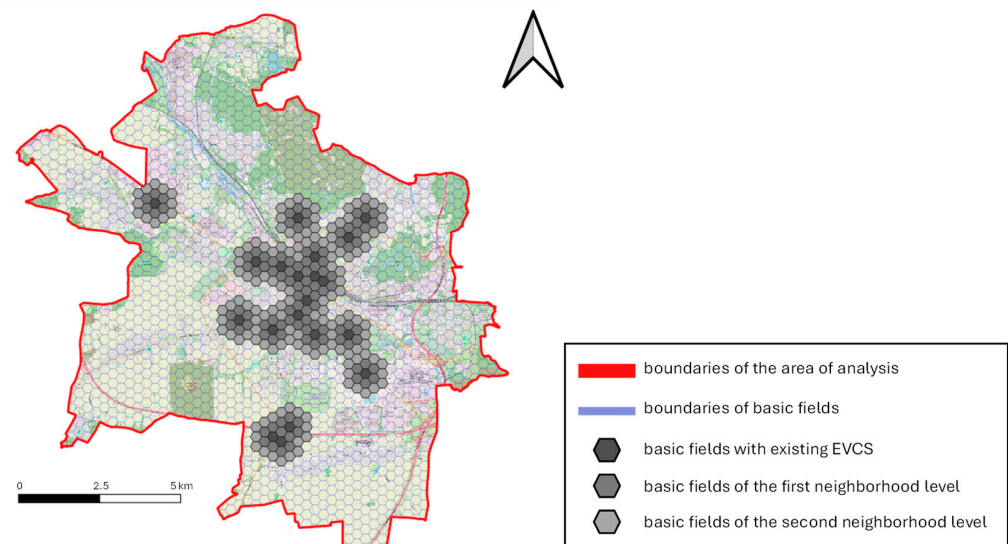 boundaries of the area of analysis
boundaries of basic fields
basic fields with existing EVCS
basic fields of the first neighborhood level
basic fields of the second neighborhood level
0 2.5 5 km